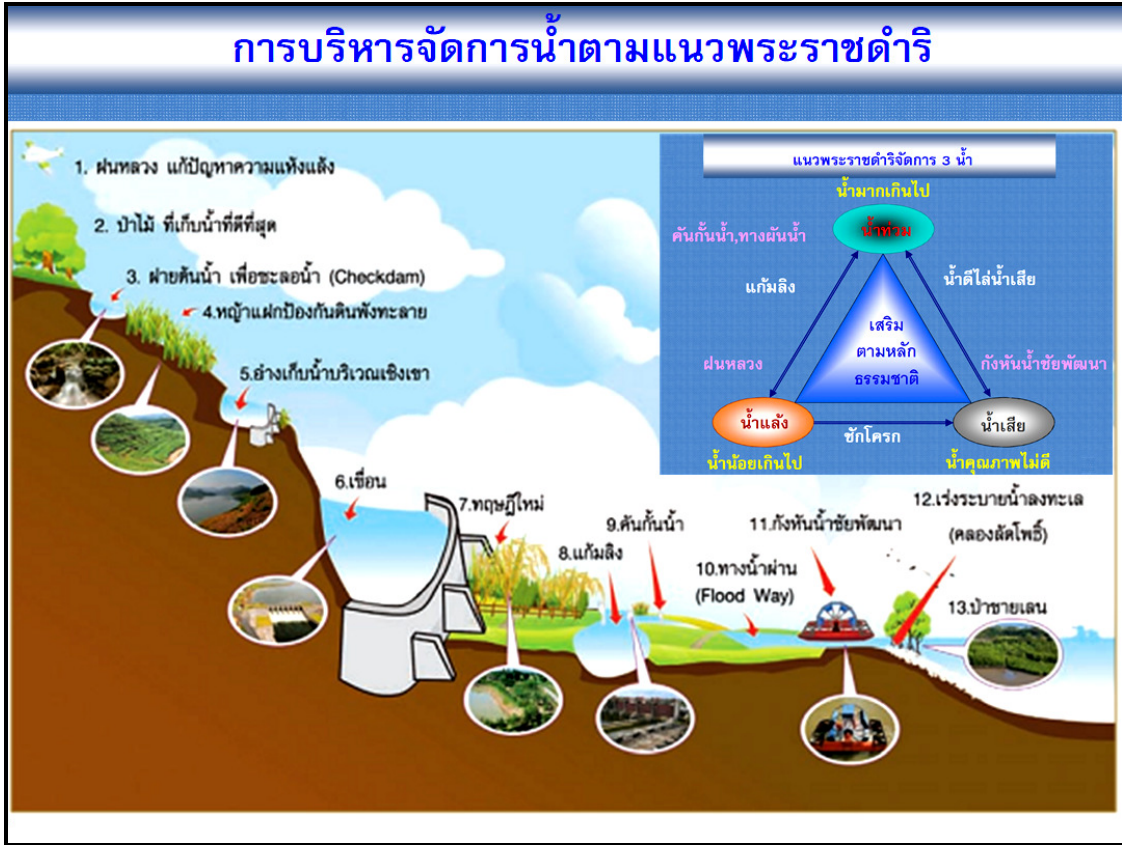 การบริหารจัดการน้ำตามแนวพระราชดำริ
1. ฝนหลวง แก้ปัญหาความแห้งแล้ง
2. ป่าไม้ ที่เก็บน้ำที่ดีที่สุด
3. ฝายต้นน้ำ เพื่อชะลอน้ำ (Checkdam)
4.หญ้าแฝกป้องกันดินพังทะลาย
5.อ่างเก็บน้ำบริเวณเชิงเขา
6.เขื่อน
7.ทฤษฎีใหม่
8.แก้มลิง
9.คันกั้นน้ำ
10.ทางน้ำผ่าน
(Flood Way)
11.กังหันน้ำชัยพัฒนา
12.เร่งระบายน้ำลงทะเล
(คลองลัดโพธิ์)
13.ป่าชายเลน
แนวพระราชดำริจัดการ 3 น้ำ
น้ำมากเกินไป
น้ำท่วม
คันกั้นน้ำ,ทางผันน้ำ
แก้มลิง
น้ำดีไล่น้ำเสีย
เสริม
ตามหลัก
ธรรมชาติ
ฝนหลวง
กังหันน้ำชัยพัฒนา
น้ำแล้ง
ชักโครก
น้ำเสีย
น้ำน้อยเกินไป
น้ำคุณภาพไม่ดี